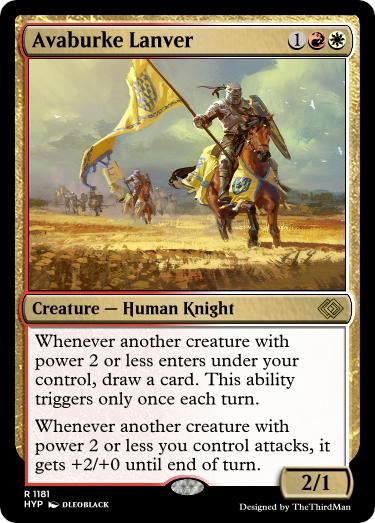 Avaburke Lanver 1
Creature — Human Knight
Whenever another creature with
power 2 or less enters under your
control, draw a card. This ability
triggers only once each turn.
Whenever another creature with
power 2 or less you control attacks, it
gets +2/+0 until end of turn.
2/1
R 1181
HYP DLEOBLACK
Designed by TheThirdMan